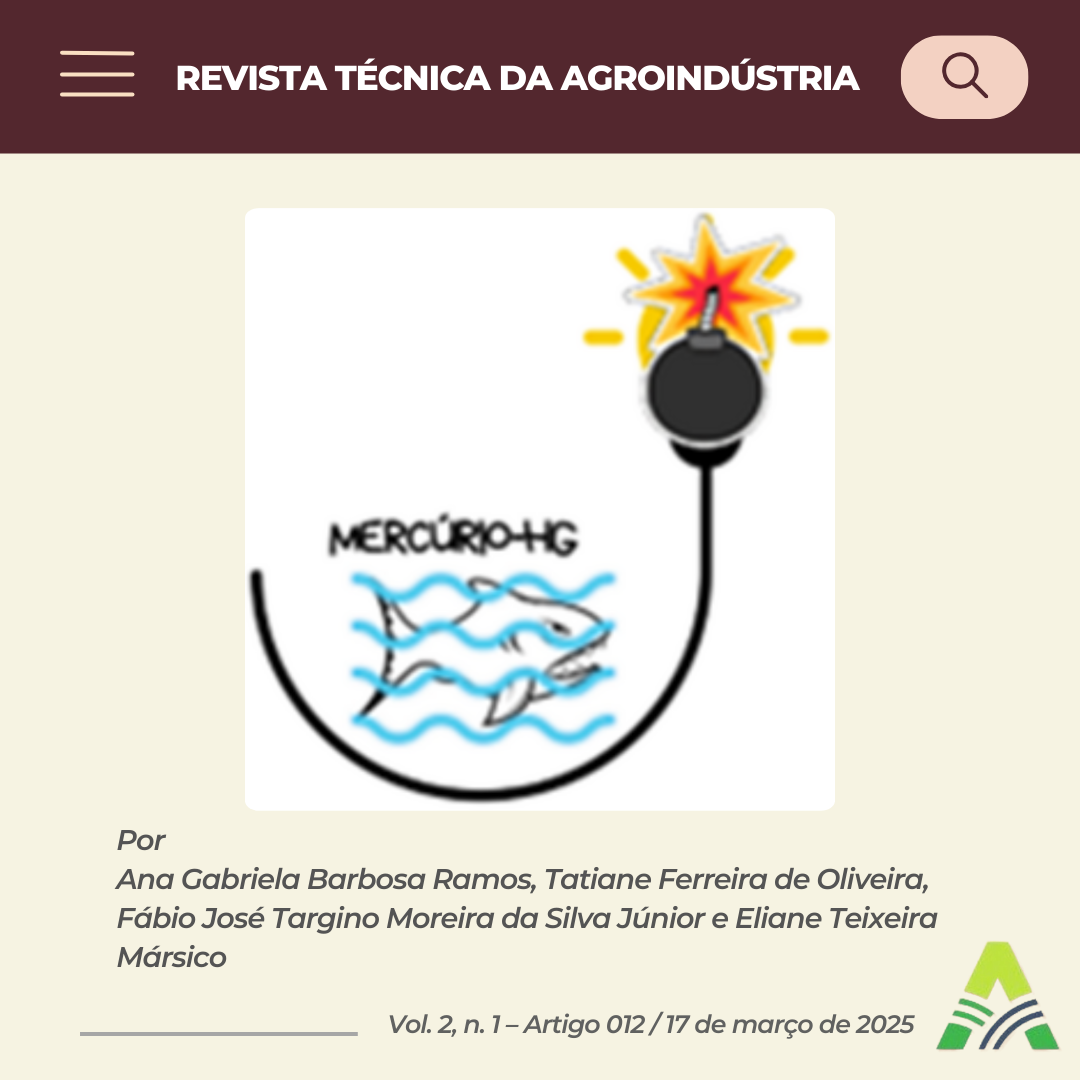 REVISTA TÉCNICA DA AGROINDÚSTRIA
MERCÚRIO-HG
Por
Ana Gabriela Barbosa Ramos, Tatiane Ferreira de Oliveira,
Fábio José Targino Moreira da Silva Júnior e Eliane Teixeira
Mársico
Vol. 2, n. 1 – Artigo 012 / 17 de março de 2025